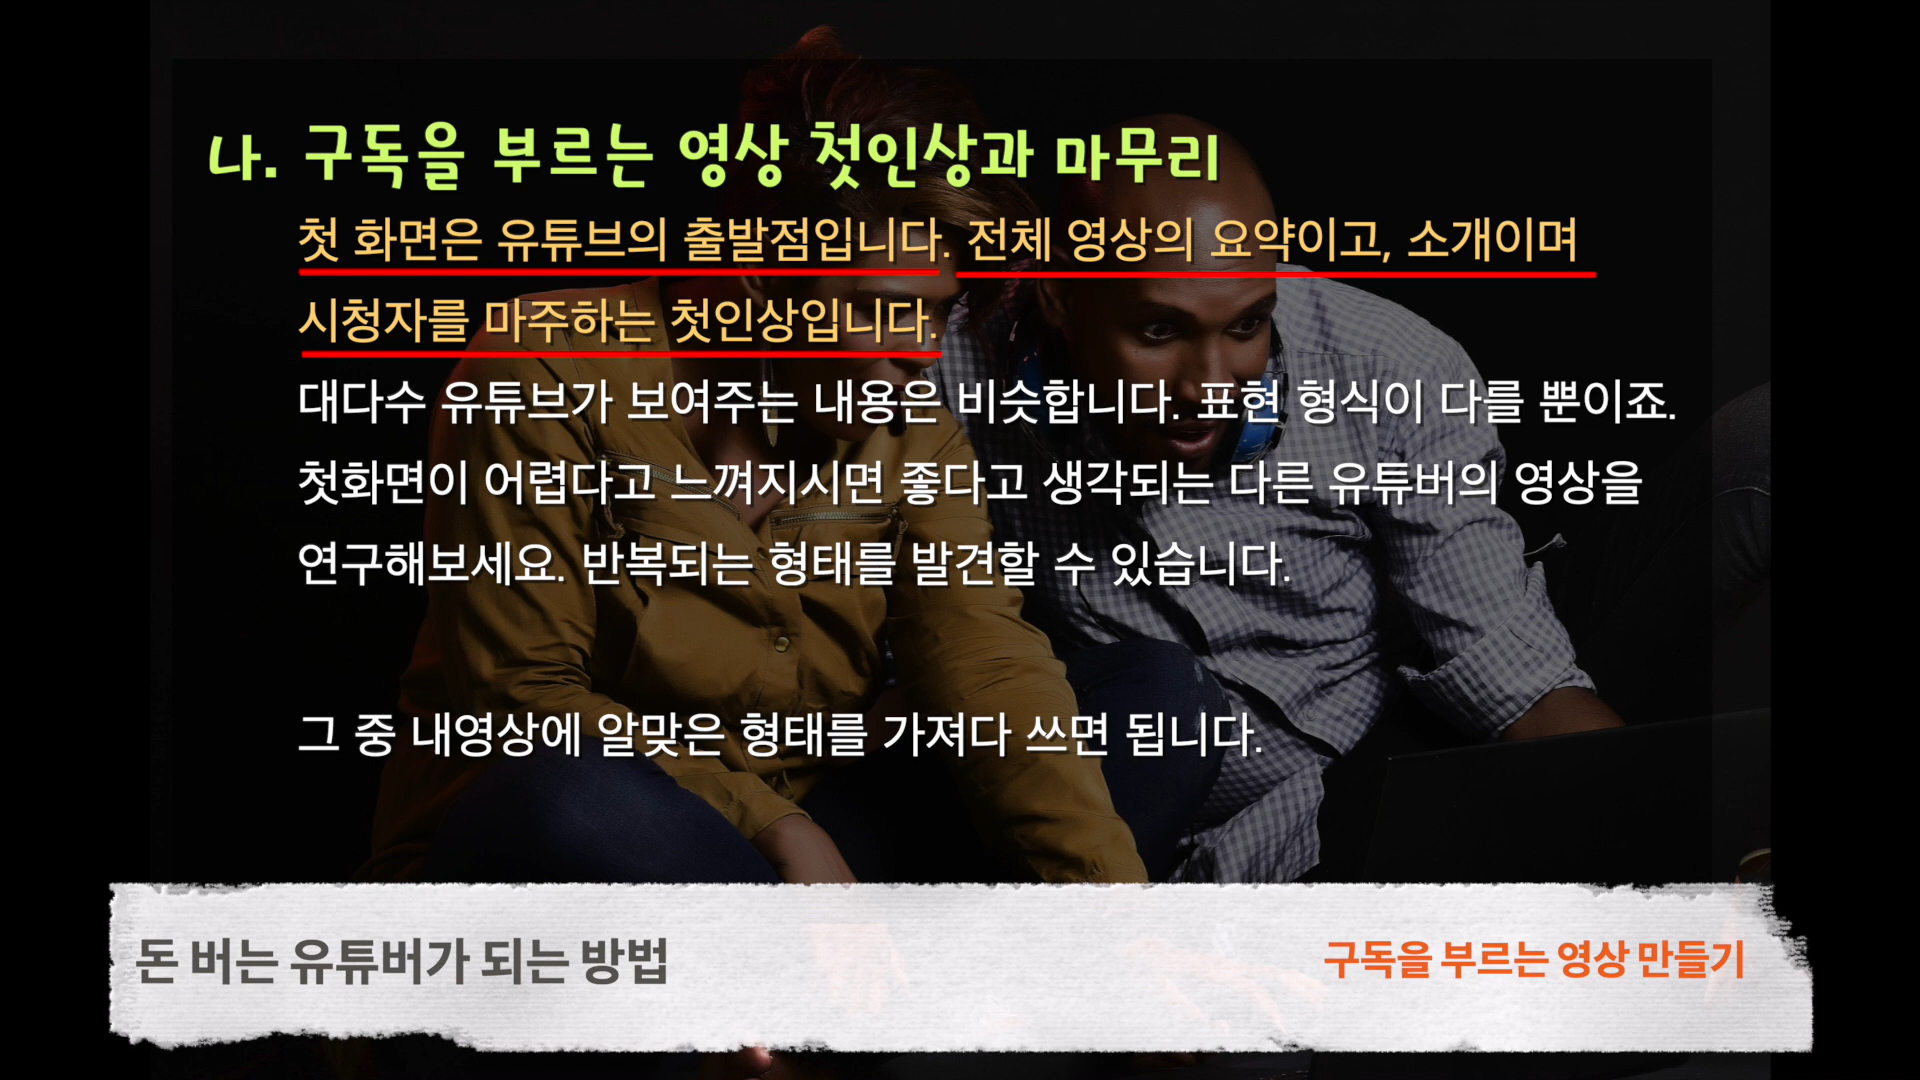 나. 구독을 부르는 영상 첫인상과 마무리
첫 화면은 유튜브의 출발점입니다. 전체 영상의 요약이고, 소개이며
시청자를 마주하는 첫인상입니다.
대다수 유튜브가 보여주는 내용은 비슷합니다. 표현 형식이 다를 뿐이죠.
첫화면이 어렵다고 느껴지시면 좋다고 생각되는 다른 유튜버의 영상을
연구해보세요. 반복되는 형태를 발견할 수 있습니다.
그 중 내영상에 알맞은 형태를 가져다 쓰면 됩니다.
돈 버는 유튜버가 되는 방법
구독을 부르는 영상 만들기